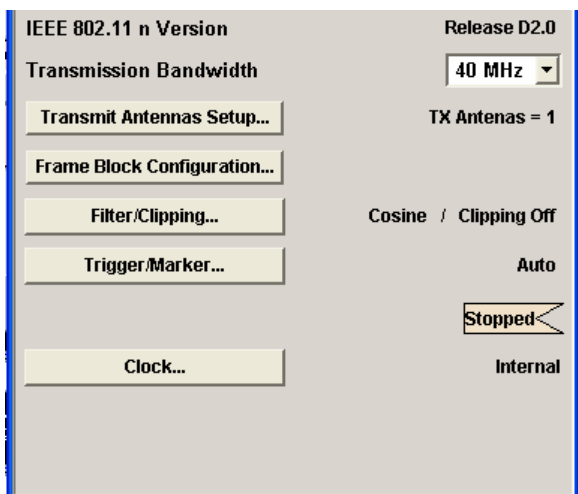 IEEE 802.11 n Version Release D2.0
Transmission Bandwidth 40 MHz
Transmit Antennas Setup... TX Antenas = 1
Frame Block Configuration...
Filter/Clipping... Cosine / Clipping Off
Trigger/Marker... Auto
Stopped
Clock... Internal